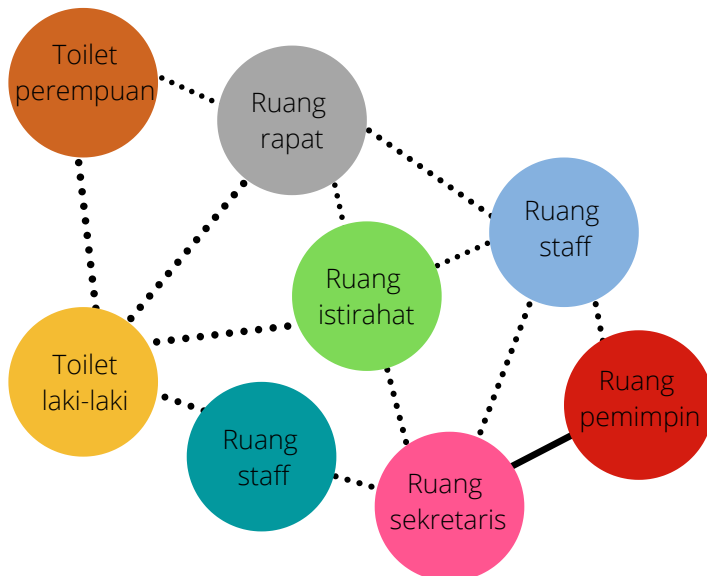 Toilet
perempuan
Ruang
rapat
Ruang
staff
Ruang
istirahat
Toilet
laki-laki
Ruang
pemimpin
Ruang
staff
Ruang
sekretaris